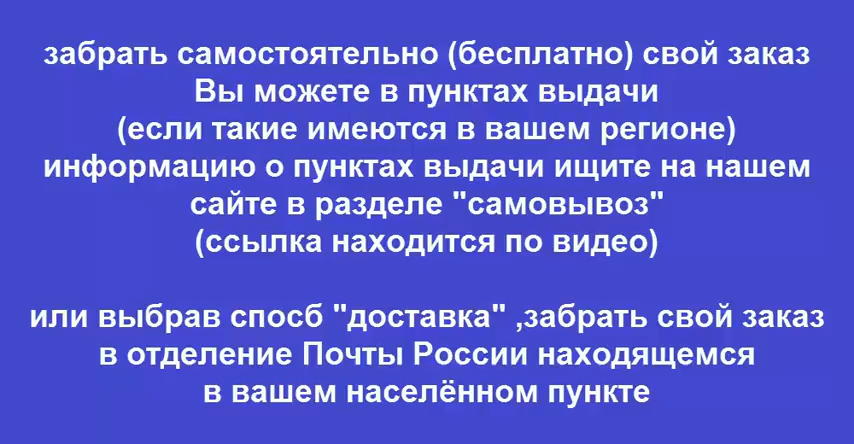 забрать самостоятельно (бесплатно) свой заказ
Вы можете в пунктах выдачи
(если такие имеются в вашем регионе)
информацию о пунктах выдачи ищите на нашем
сайте в разделе "самовывоз"
(ссылка находится по видео)
или выбрав спосб "доставка" ,забрать свой заказ
в отделение Почты России находящемся
в вашем населённом пункте